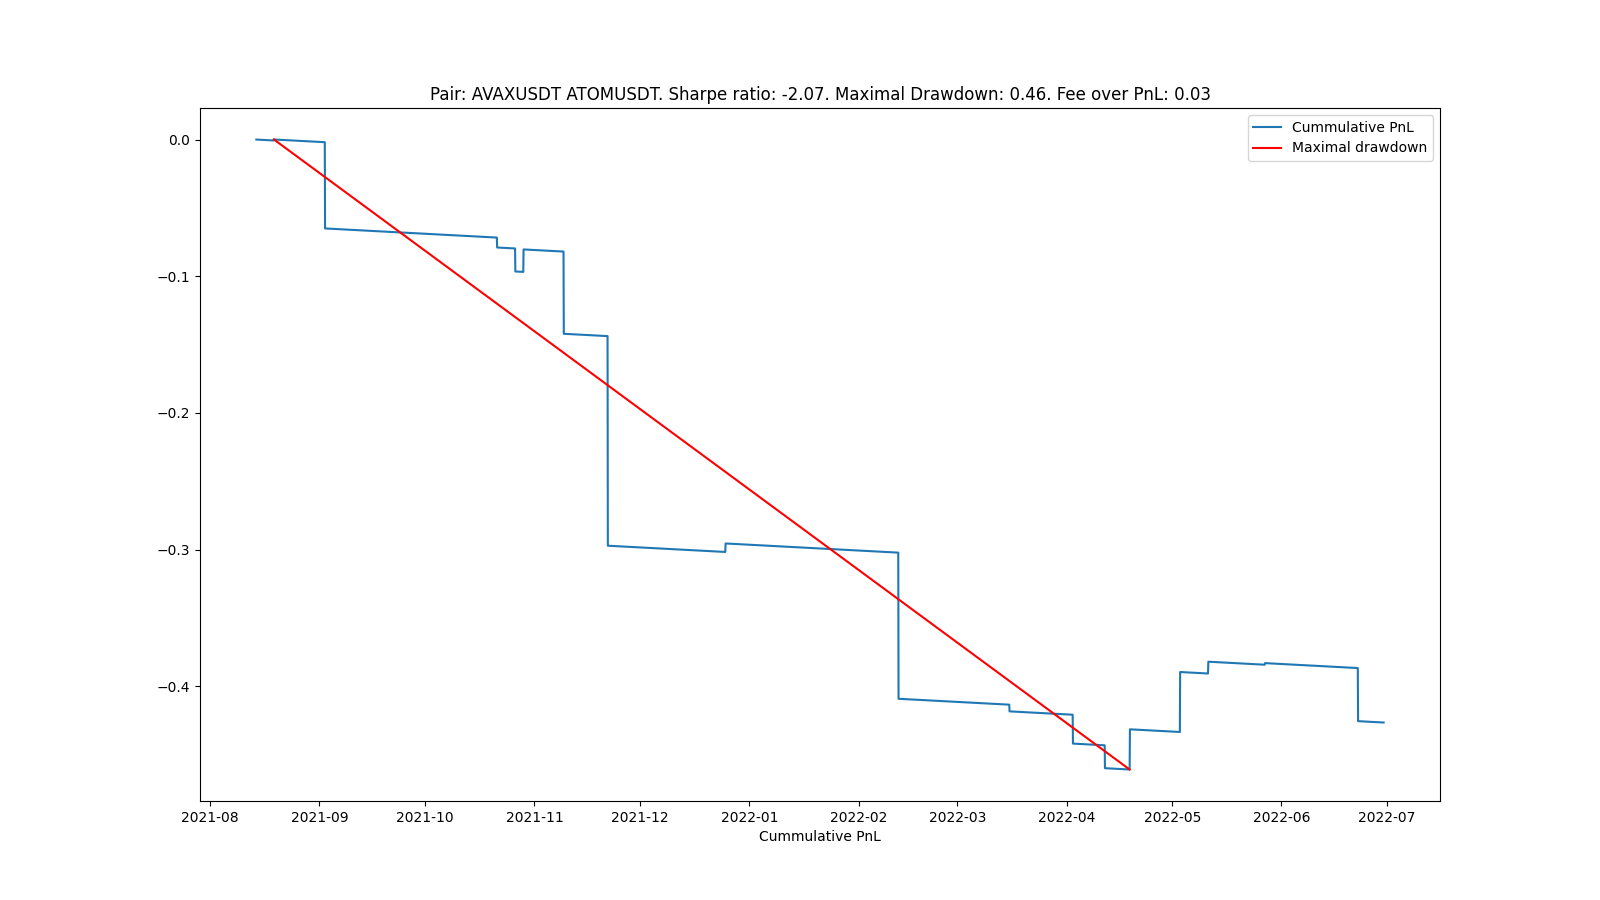 Pair: AVAXUSDT ATOMUSDT. Sharpe ratio: -2.07. Maximal Drawdown: 0.46. Fee over PnL: 0.03
Cummulative PnL
Maximal drawdown
0.0
−0.1
−0.2
−0.3
−0.4
2021-08 2021-09 2021-10 2021-11 2021-12 2022-01 2022-02 2022-03 2022-04 2022-05 2022-06 2022-07
Cummulative PnL